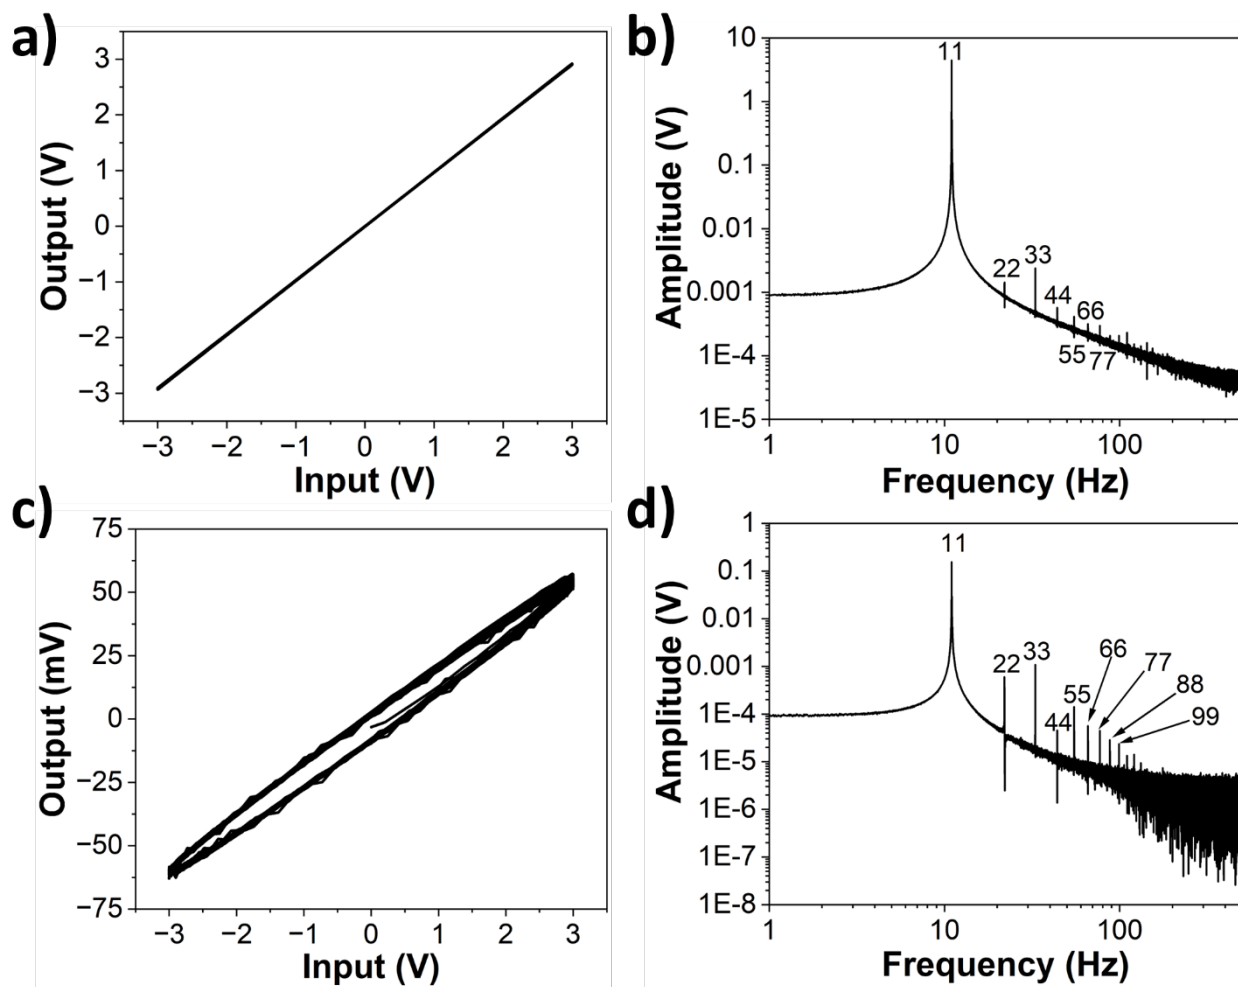 a)
3
2
1
0
−1
−2
−3
Output (V)
−3 −2 −1 0 1 2 3
Input (V)
b)
10
1
0.1
0.01
0.001
1E-4
1E-5
Amplitude (V)
11
22 33
44 66
55 77
1 10 100
Frequency (Hz)
c)
75
50
25
0
−25
−50
−75
Output (mV)
−3 −2 −1 0 1 2 3
Input (V)
d)
1
0.1
0.01
0.001
1E-4
1E-5
1E-6
1E-7
1E-8
Amplitude (V)
11
22 33 66 77
55 88
44 99
1 10 100
Frequency (Hz)